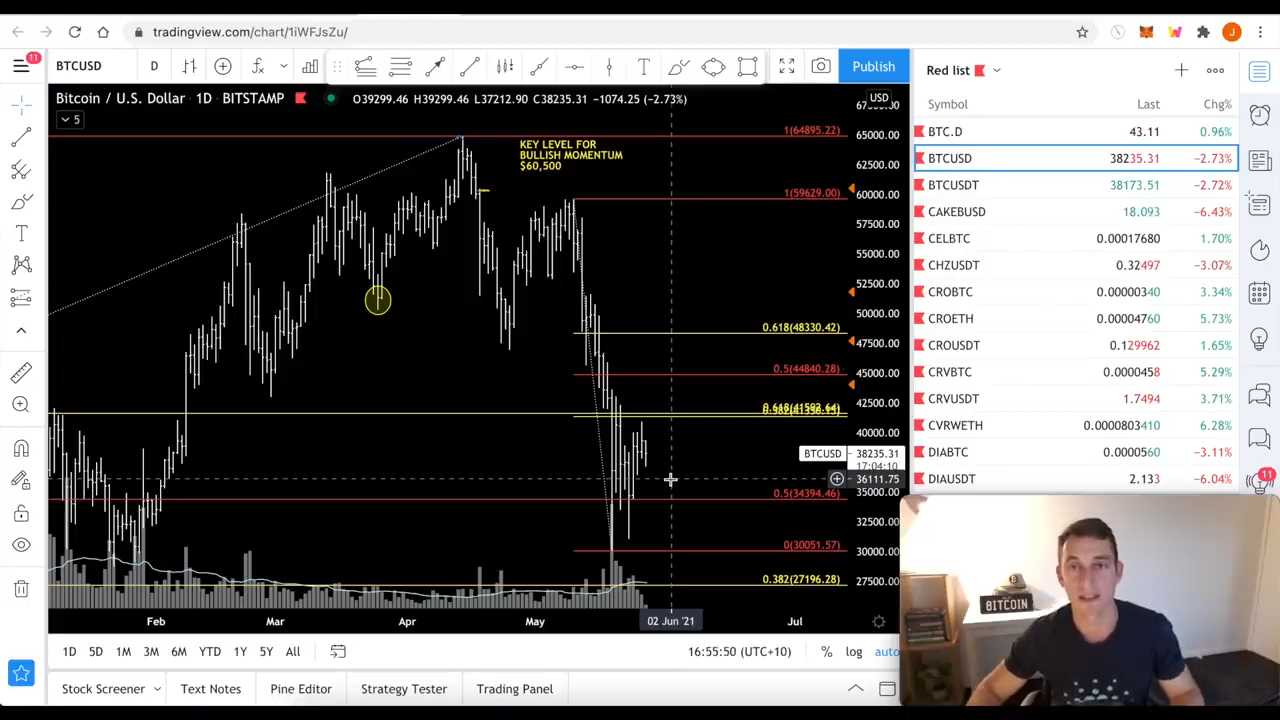 tradingview.com/chart/1iWFJsZu/
J
11
BTCUSD
D
Publish
Bitcoin / U.S. Dollar 1D BITSTAMP O39299.46 H39299.46 L37212.90 C38235.31 −1074.25 (−2.73%)
5
USD
KEY LEVEL FOR
BULLISH MOMENTUM
$60,500
1(64895.22)
1(59629.00)
0.618(48330.42)
0.5(44840.28)
0.5(34394.46)
0(30051.57)
0.382(27196.28)
65000.00
62500.00
60000.00
57500.00
55000.00
52500.00
50000.00
47500.00
45000.00
42500.00
40000.00
BTCUSD 38235.31
17:04:10
36111.75
35000.00
32500.00
30000.00
27500.00
Feb Mar Apr May 02 Jun '21 Jul
1D 5D 1M 3M 6M YTD 1Y 5Y All
16:55:50 (UTC+10) % log auto
Stock Screener Text Notes Pine Editor Strategy Tester Trading Panel
Red list
Symbol Last Chg%
BTC.D 43.11 0.96%
BTCUSD 38235.31 −2.73%
BTCUSDT 38173.51 −2.72%
CAKEBUSD 18.093 −6.43%
CELBTC 0.00017680 1.70%
CHZUSDT 0.32497 −3.07%
CROBTC 0.00000340 3.34%
CROETH 0.00004760 5.73%
CROUSDT 0.129962 1.65%
CRVBTC 0.0000458 5.29%
CRVUSDT 1.7494 3.71%
CVRWETH 0.0000803410 6.28%
DIABTC 0.0000560 −3.11%
DIAUSDT 2.133 −6.04%
11
BITCOIN